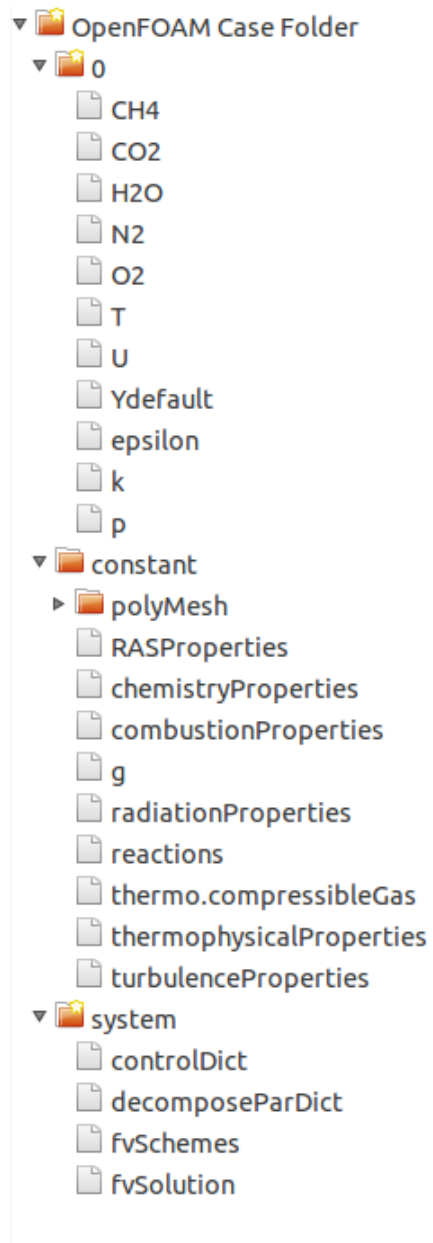 OpenFOAM Case Folder
0
CH4
CO2
H2O
N2
O2
T
U
Ydefault
epsilon
k
p
constant
polyMesh
RASProperties
chemistryProperties
combustionProperties
g
radiationProperties
reactions
thermo.compressibleGas
thermophysicalProperties
turbulenceProperties
system
controlDict
decomposeParDict
fvSchemes
fvSolution